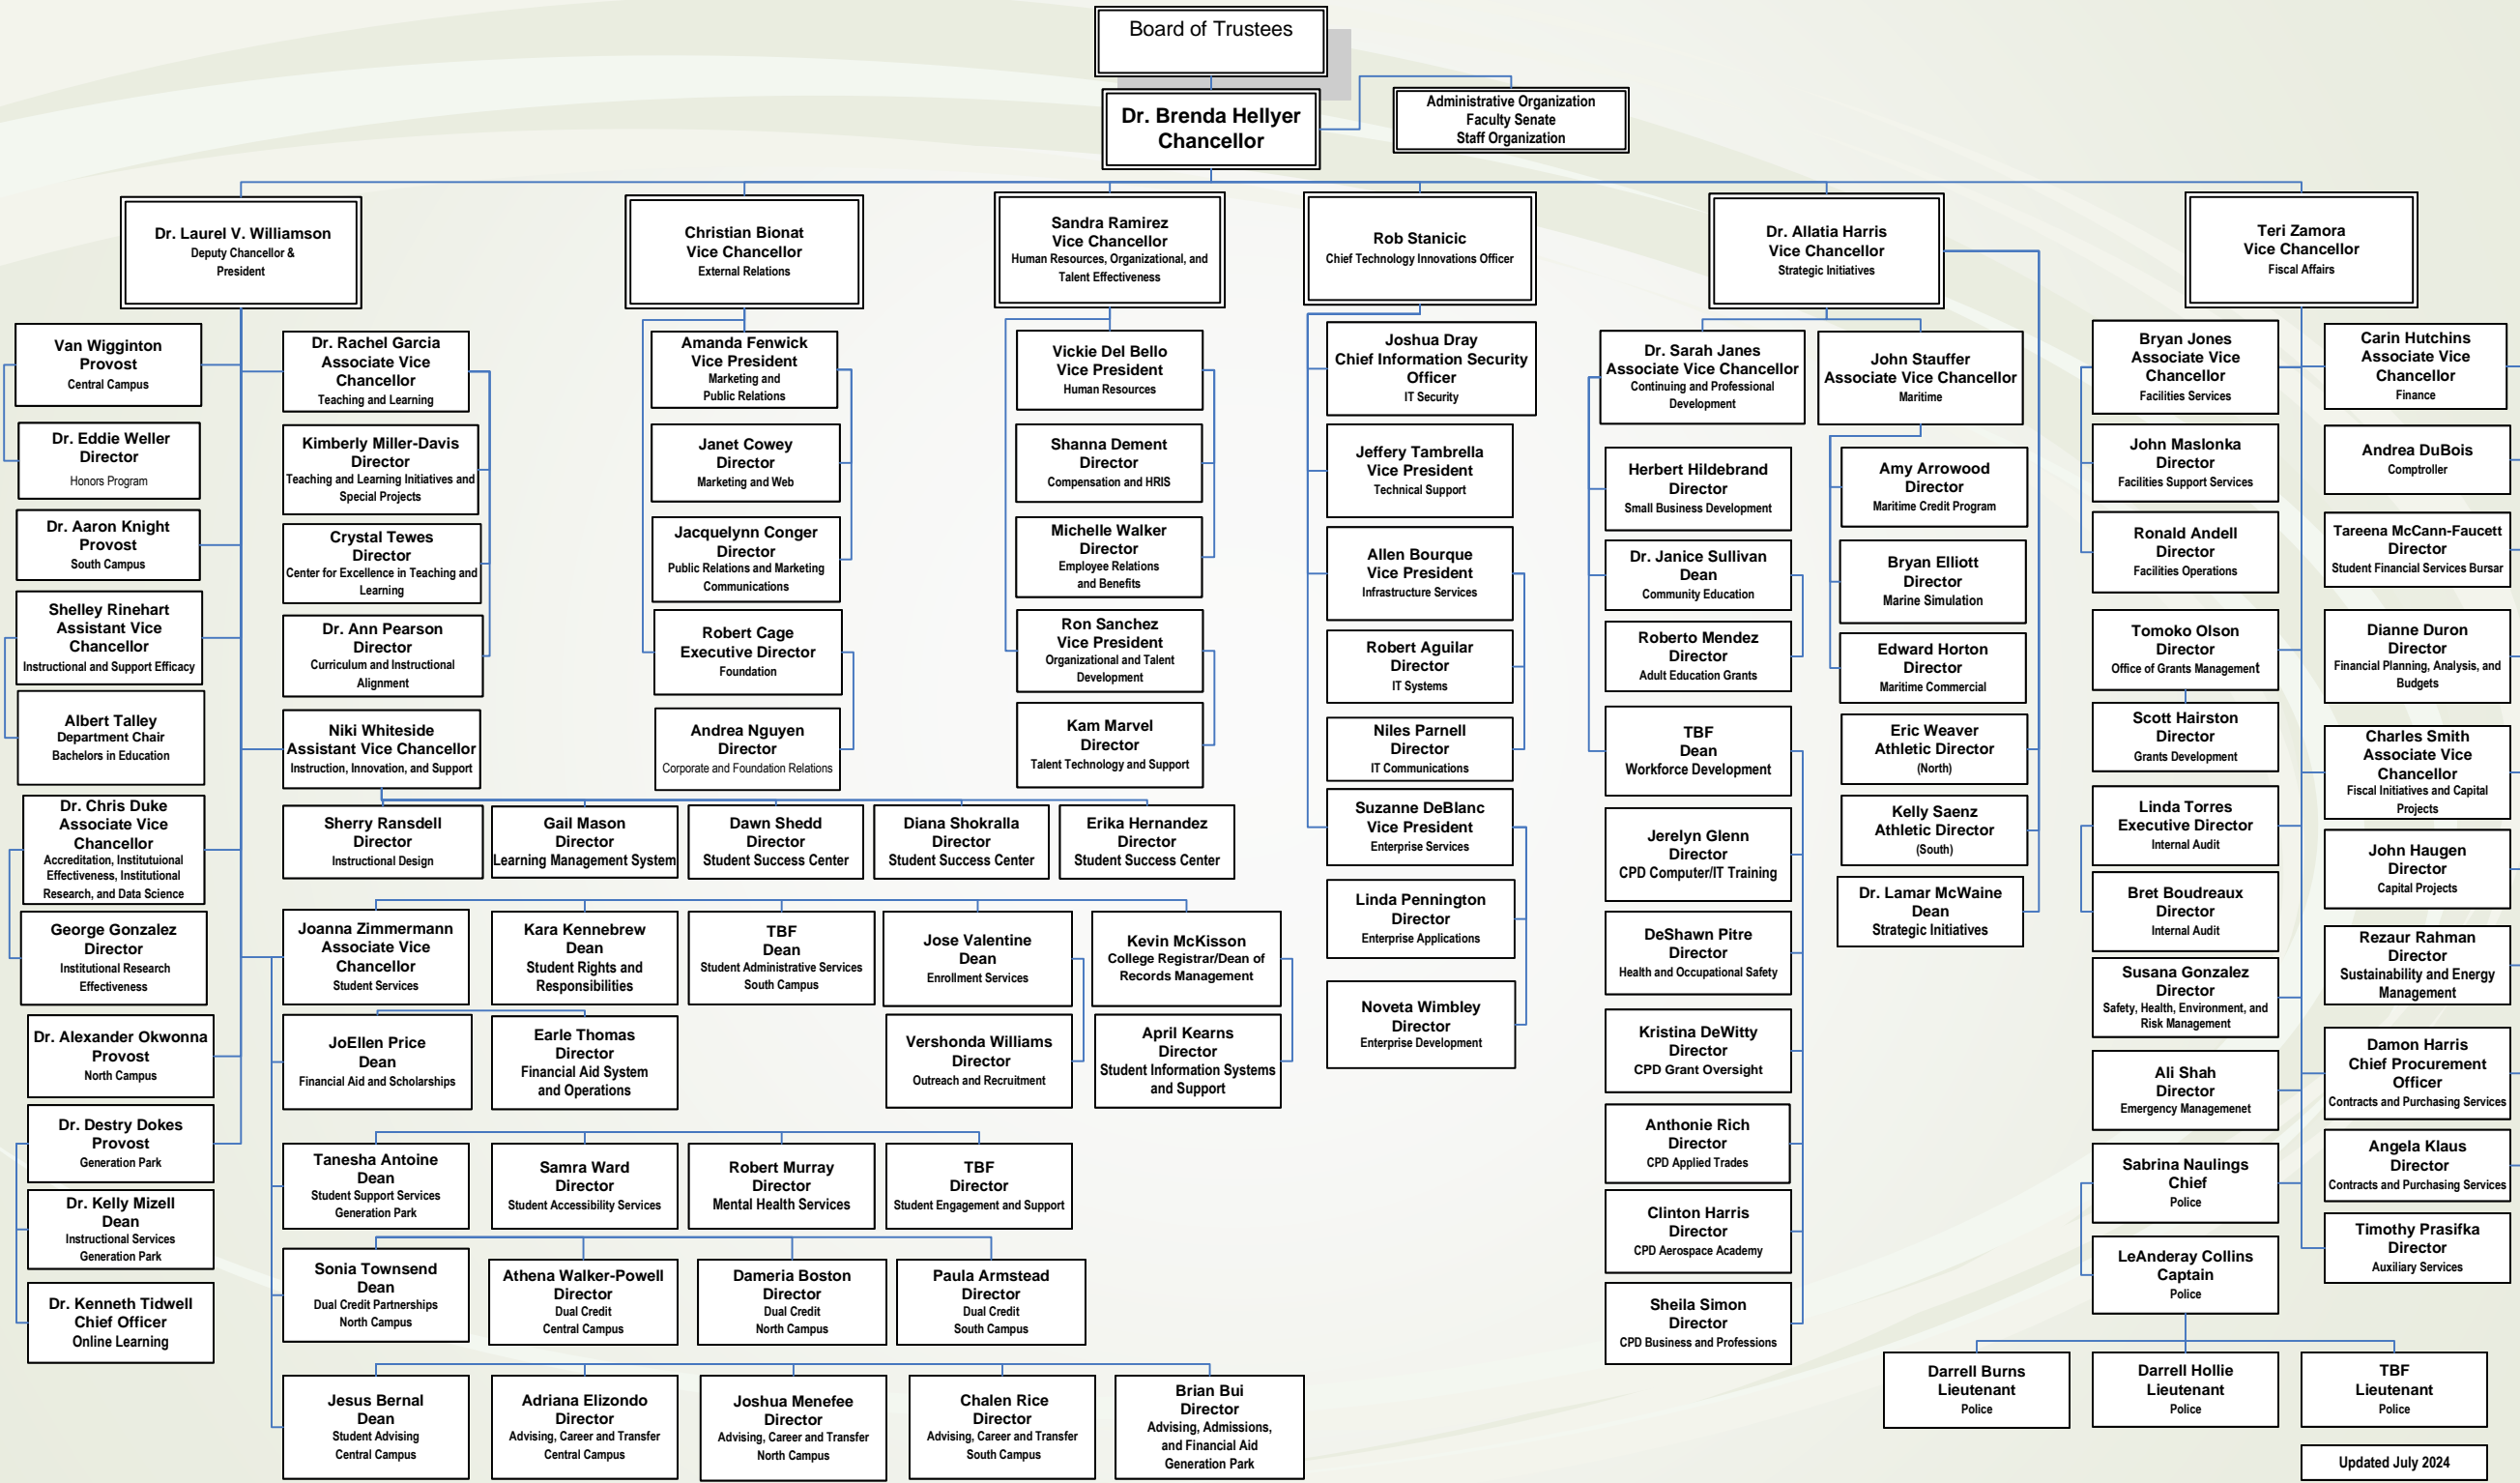 Board of Trustees
Dr. Brenda Hellyer
Chancellor
Administrative Organization
Faculty Senate
Staff Organization
Dr. Laurel V. Williamson
Deputy Chancellor &
President
Christian Bionat
Vice Chancellor
External Relations
Sandra Ramirez
Vice Chancellor
Human Resources, Organizational, and
Talent Effectiveness
Rob Stanicic
Chief Technology Innovations Officer
Dr. Allatia Harris
Vice Chancellor
Strategic Initiatives
Teri Zamora
Vice Chancellor
Fiscal Affairs
Van Wigginton
Provost
Central Campus
Dr. Eddie Weller
Director
Honors Program
Dr. Aaron Knight
Provost
South Campus
Shelley Rinehart
Assistant Vice
Chancellor
Instructional and Support Efficacy
Albert Talley
Department Chair
Bachelors in Education
Dr. Chris Duke
Associate Vice
Chancellor
Accreditation, Instituional
Effectiveness, Institutional
Research, and Data Science
George Gonzalez
Director
Institutional Research
Effectiveness
Dr. Alexander Okwonna
Provost
North Campus
Dr. Destry Dokes
Provost
Generation Park
Dr. Kelly Mizell
Dean
Instructional Services
Generation Park
Dr. Kenneth Tidwell
Chief Officer
Online Learning
Dr. Rachel Garcia
Associate Vice
Chancellor
Teaching and Learning
Kimberly Miller-Davis
Director
Teaching and Learning Initiatives and
Special Projects
Crystal Tewes
Director
Center for Excellence in Teaching and
Learning
Dr. Ann Pearson
Director
Curriculum and Instructional
Alignment
Niki Whiteside
Assistant Vice Chancellor
Instruction, Innovation, and Support
Sherry Ransdell
Director
Instructional Design
Gail Mason
Director
Learning Management System
Dawn Shedd
Director
Student Success Center
Diana Shokralla
Director
Student Success Center
Erika Hernandez
Director
Student Success Center
Joanna Zimmermann
Associate Vice
Chancellor
Student Services
Kara Kennebrew
Dean
Student Rights and
Responsibilities
TBF
Dean
Student Administrative Services
South Campus
Jose Valentine
Dean
Enrollment Services
Kevin McKisson
College Registrar/Dean of
Records Management
JoEllen Price
Dean
Financial Aid and Scholarships
Earle Thomas
Director
Financial Aid System
and Operations
Vershonda Williams
Director
Outreach and Recruitment
April Kearns
Director
Student Information Systems
and Support
Tanesha Antoine
Dean
Student Support Services
Generation Park
Samra Ward
Director
Student Accessibility Services
Robert Murray
Director
Mental Health Services
TBF
Director
Student Engagement and Support
Sonia Townsend
Dean
Dual Credit Partnerships
North Campus
Athena Walker-Powell
Director
Dual Credit
Central Campus
Dameria Boston
Director
Dual Credit
North Campus
Paula Armstead
Director
Dual Credit
South Campus
Jesus Bernal
Dean
Student Advising
Central Campus
Adriana Elizondo
Director
Advising, Career and Transfer
Central Campus
Joshua Menefee
Director
Advising, Career and Transfer
North Campus
Chalen Rice
Director
Advising, Career and Transfer
South Campus
Brian Bui
Director
Advising, Admissions,
and Financial Aid
Generation Park
Amanda Fenwick
Vice President
Marketing and
Public Relations
Janet Cowey
Director
Marketing and Web
Jacquelynn Conger
Director
Public Relations and Marketing
Communications
Robert Cage
Executive Director
Foundation
Andrea Nguyen
Director
Corporate and Foundation Relations
Vickie Del Bello
Vice President
Human Resources
Shanna Dement
Director
Compensation and HRIS
Michelle Walker
Director
Employee Relations
and Benefits
Ron Sanchez
Vice President
Organizational and Talent
Development
Kam Marvel
Director
Talent Technology and Support
Joshua Dray
Chief Information Security
Officer
IT Security
Jeffery Tambrella
Vice President
Technical Support
Allen Bourque
Vice President
Infrastructure Services
Robert Aguilar
Director
IT Systems
Niles Parnell
Director
IT Communications
Suzanne DeBlanc
Vice President
Enterprise Services
Linda Pennington
Director
Enterprise Applications
Noveta Wimbley
Director
Enterprise Development
Dr. Sarah Janes
Associate Vice Chancellor
Continuing and Professional
Development
Herbert Hildebrand
Director
Small Business Development
Dr. Janice Sullivan
Dean
Community Education
Roberto Mendez
Director
Adult Education Grants
TBF
Dean
Workforce Development
Jerelyn Glenn
Director
CPD Computer/IT Training
DeShawn Pitre
Director
Health and Occupational Safety
Kristina DeWitty
Director
CPD Grant Oversight
Anthonie Rich
Director
CPD Applied Trades
Clinton Harris
Director
CPD Aerospace Academy
Sheila Simon
Director
CPD Business and Professions
John Stauffer
Associate Vice Chancellor
Maritime
Amy Arrowood
Director
Maritime Credit Program
Bryan Elliott
Director
Marine Simulation
Edward Horton
Director
Maritime Commercial
Eric Weaver
Athletic Director
(North)
Kelly Saenz
Athletic Director
(South)
Dr. Lamar McWaine
Dean
Strategic Initiatives
Bryan Jones
Associate Vice
Chancellor
Facilities Services
John Maslonka
Director
Facilities Support Services
Ronald Andell
Director
Facilities Operations
Tomoko Olson
Director
Office of Grants Management
Scott Hairston
Director
Grants Development
Linda Torres
Executive Director
Internal Audit
Bret Boudreaux
Director
Internal Audit
Susana Gonzalez
Director
Safety, Health, Environment, and
Risk Management
Ali Shah
Director
Emergency Managemenet
Sabrina Naulings
Chief
Police
LeAnderay Collins
Captain
Police
Darrell Burns
Lieutenant
Police
Darrell Hollie
Lieutenant
Police
TBF
Lieutenant
Police
Carin Hutchins
Associate Vice
Chancellor
Finance
Andrea DuBois
Comptroller
Tareena McCann-Faucett
Director
Student Financial Services Bursar
Dianne Duron
Director
Financial Planning, Analysis, and
Budgets
Charles Smith
Associate Vice
Chancellor
Fiscal Initiatives and Capital
Projects
John Haugen
Director
Capital Projects
Rezaur Rahman
Director
Sustainability and Energy
Management
Damon Harris
Chief Procurement
Officer
Contracts and Purchasing Services
Angela Klaus
Director
Contracts and Purchasing Services
Timothy Prasifka
Director
Auxiliary Services
Updated July 2024